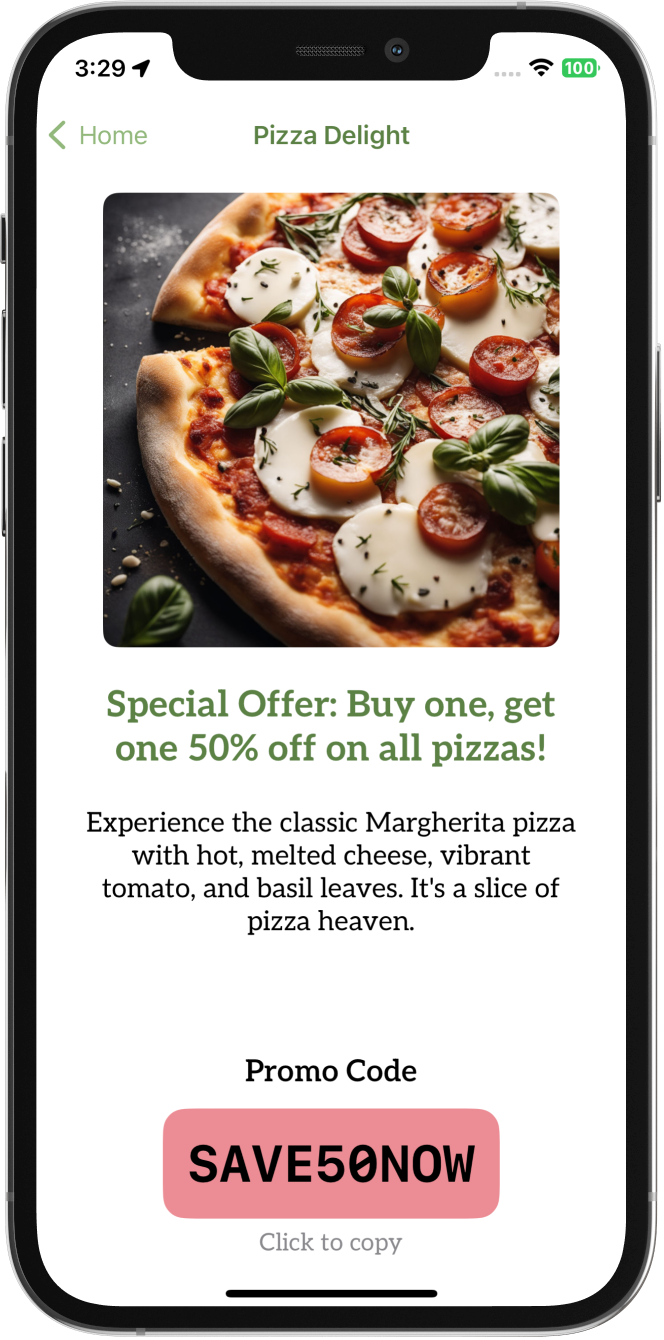 3:29
100
Home
Pizza Delight
Special Offer: Buy one, get
one 50% off on all pizzas!
Experience the classic Margherita pizza
with hot, melted cheese, vibrant
tomato, and basil leaves. It's a slice of
pizza heaven.
Promo Code
SAVE50NOW
Click to copy